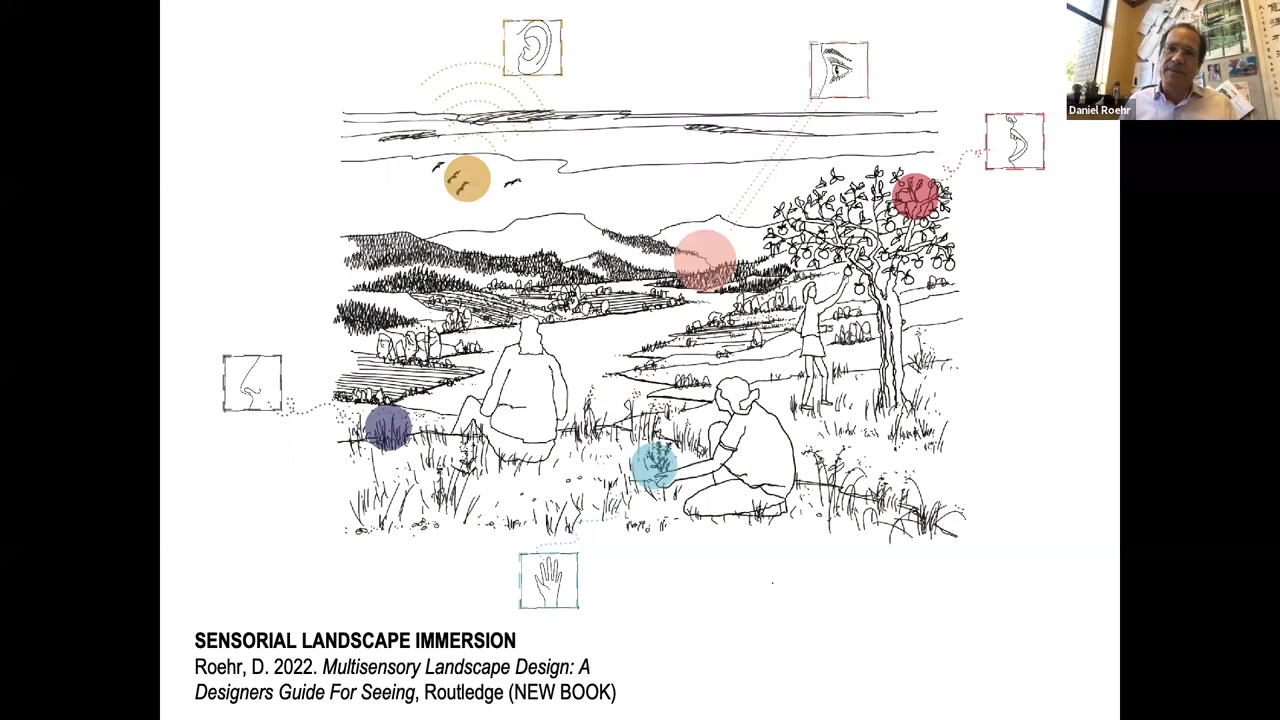 Daniel Roehr
SENSORIAL LANDSCAPE IMMERSION
Roehr, D. 2022. Multisensory Landscape Design: A
Designers Guide For Seeing, Routledge (NEW BOOK)